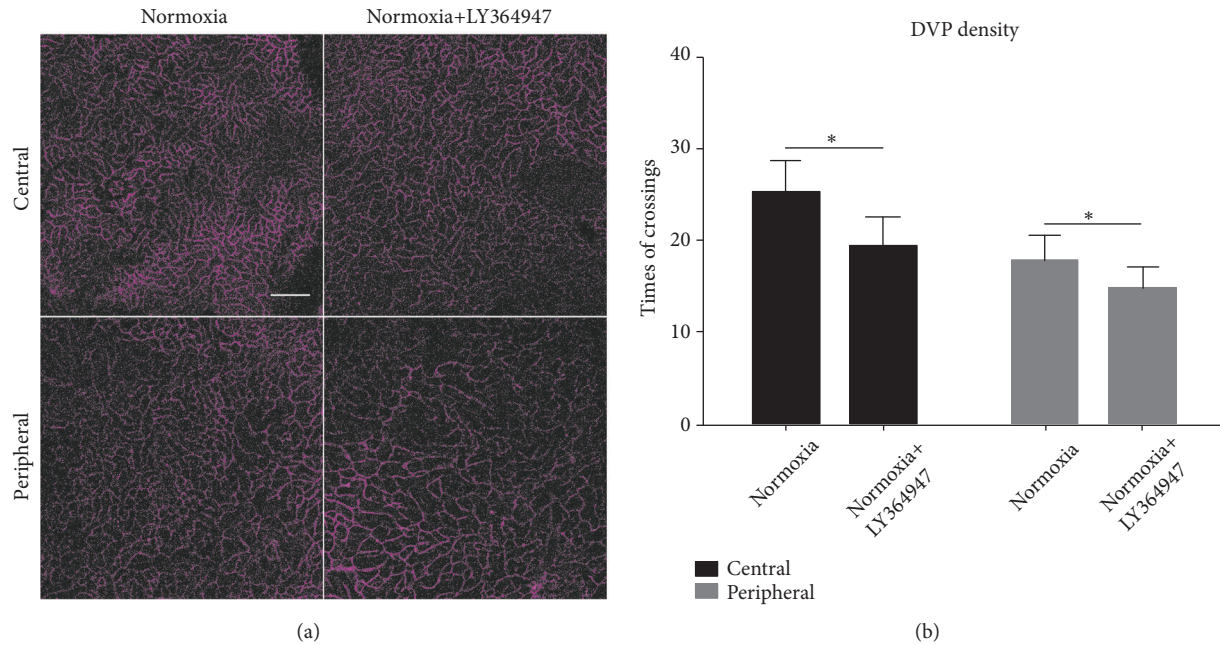 Normoxia
Normoxia+LY364947
Central
Peripheral
(a)
DVP density
Times of crossings
40
30
20
10
0
*
*
Normoxia
Normoxia+
LY364947
Normoxia
Normoxia+
LY364947
Central
Peripheral
(b)